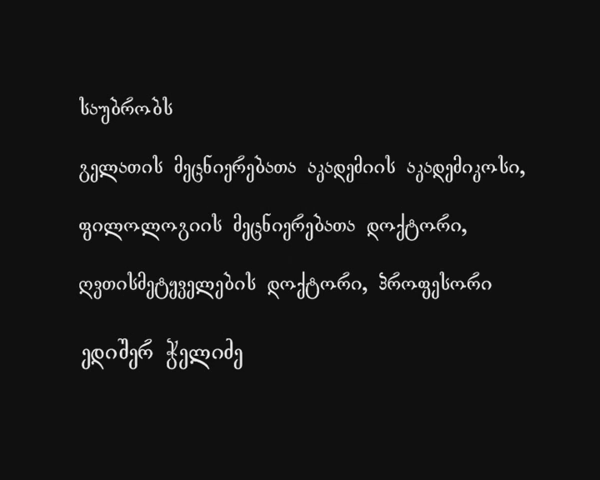 საუბრობს
გელათის მეცნიერებათა აკადემიის აკადემიკოსი,
ფილოლოგიის მეცნიერებათა დოქტორი,
ღვთისმეტყველების დოქტორი, პროფესორი
ედიშერ ჭელიძე